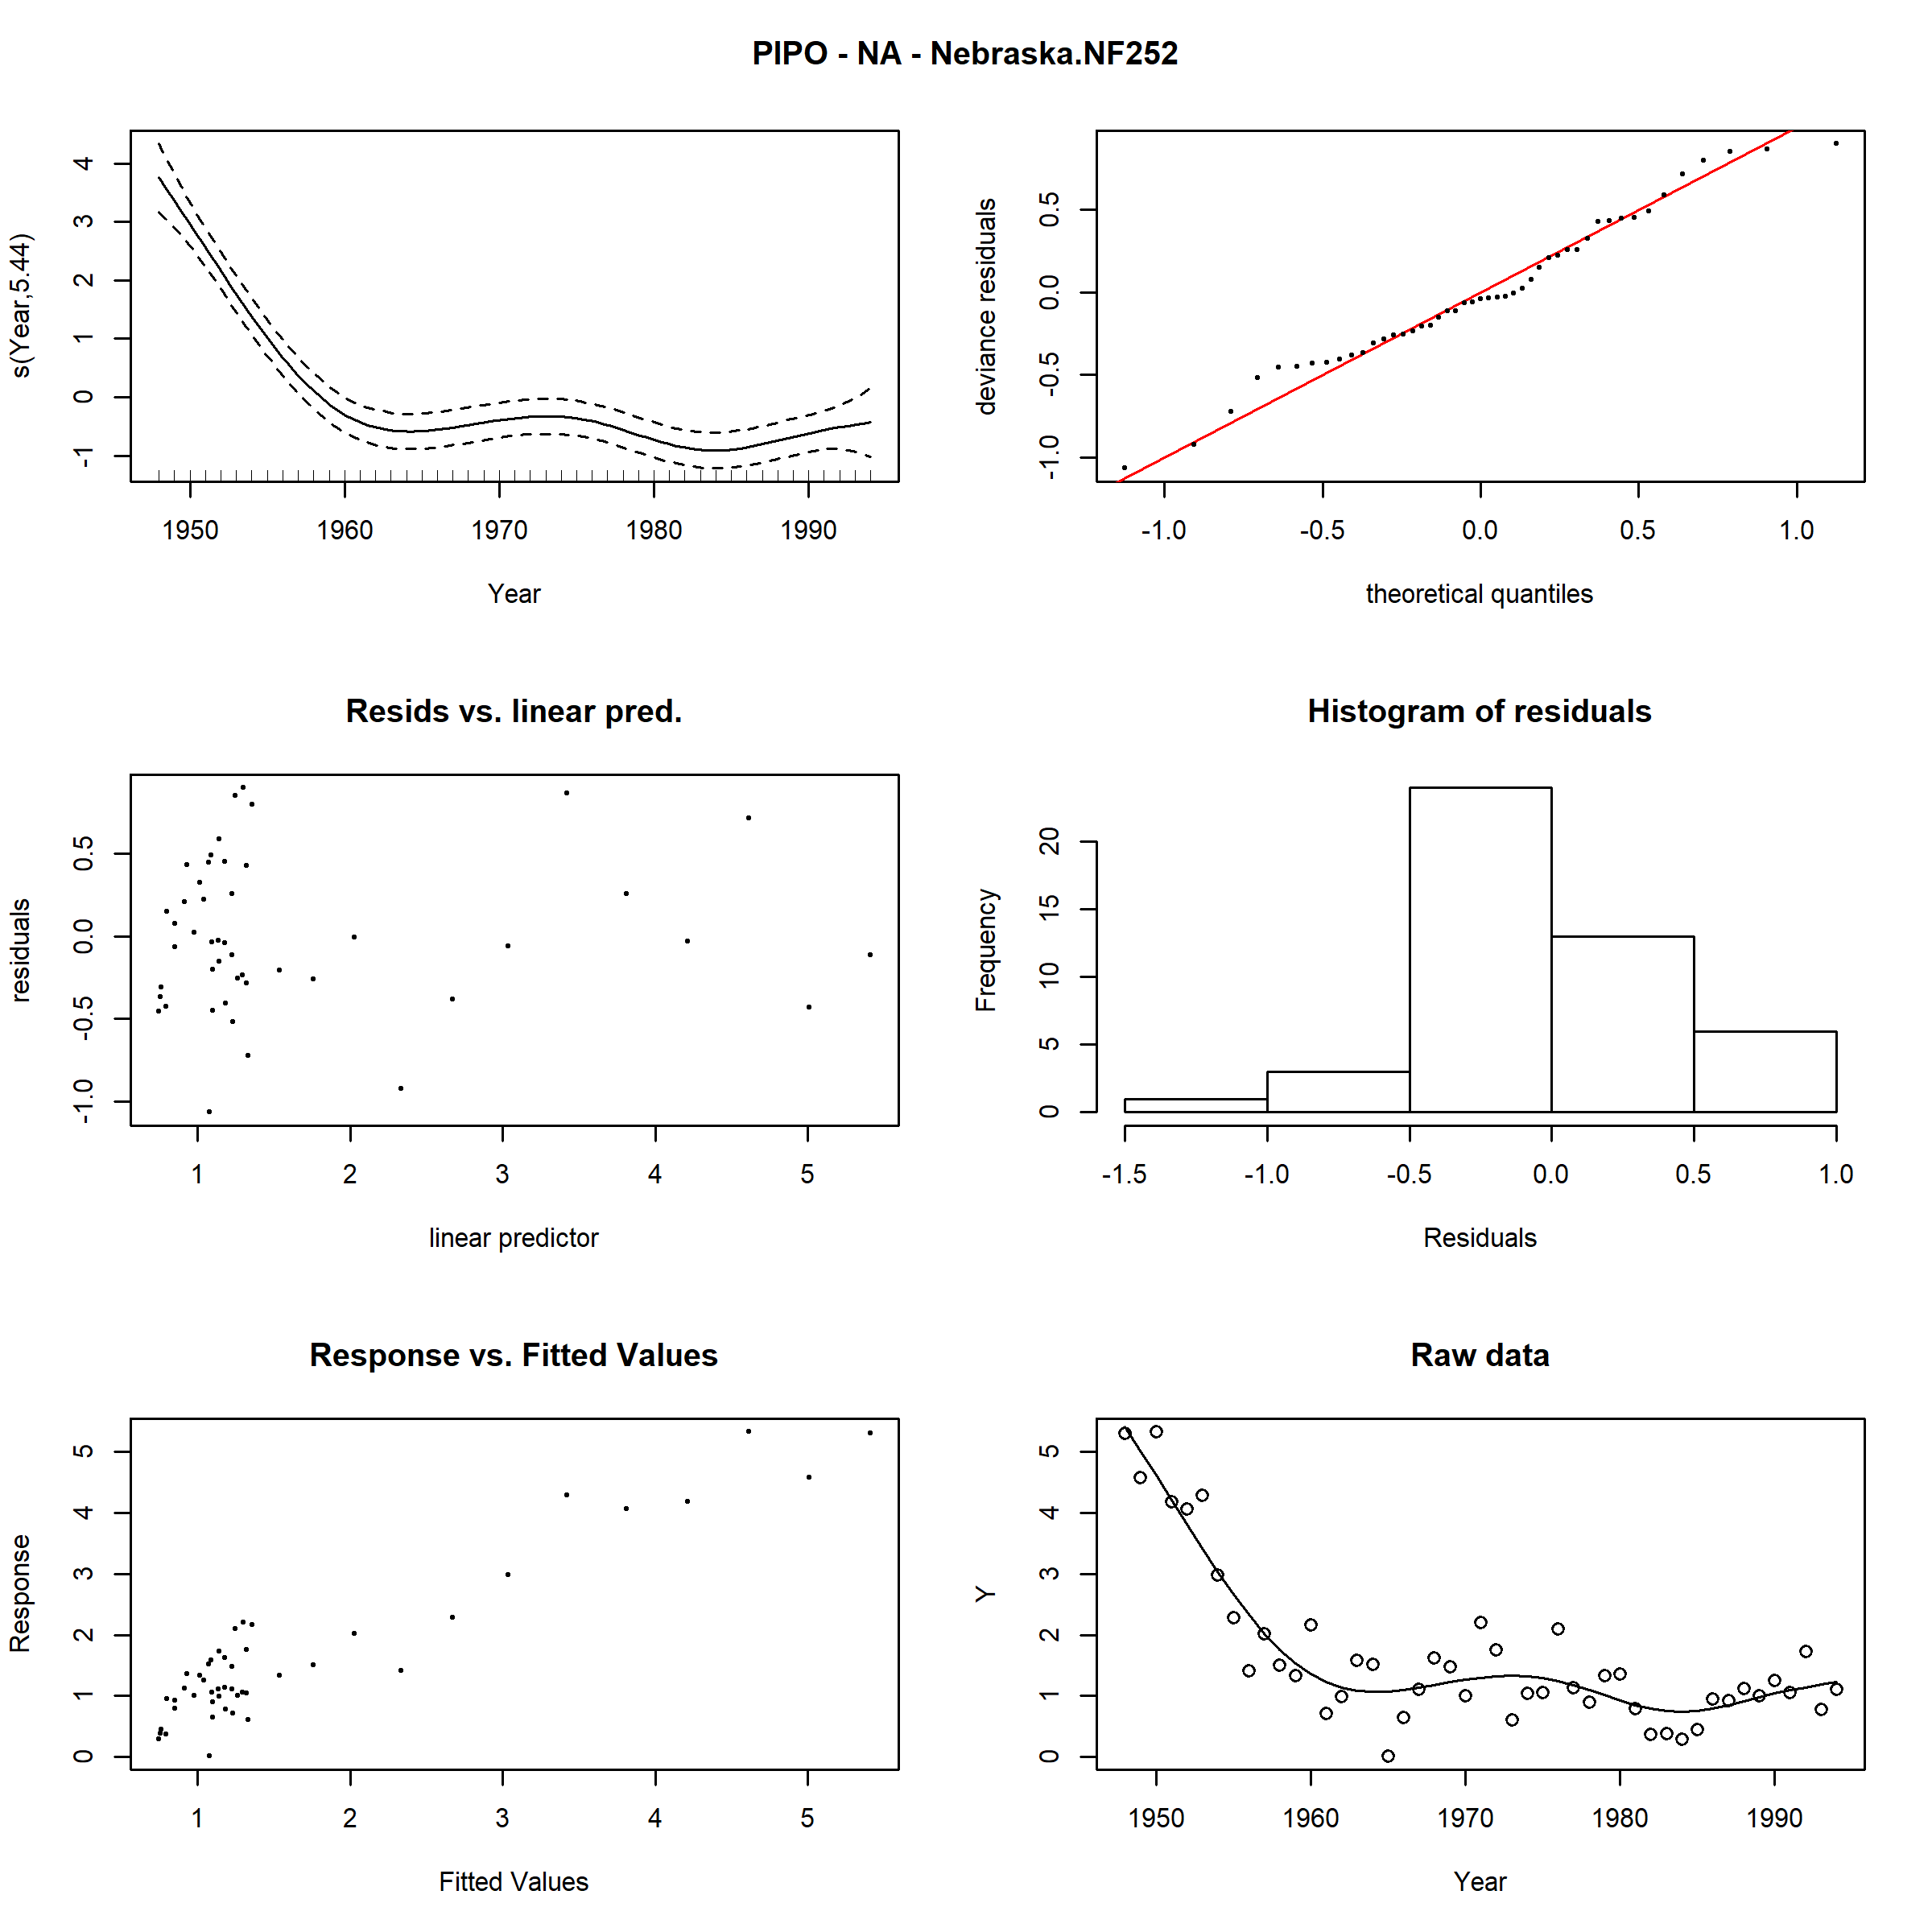 PIPO - NA - Nebraska.NF252
s(Year,5.44)
4
3
2
1
0
-1
1950 1960 1970 1980 1990
Year
deviance residuals
0.5
0.0
-0.5
-1.0
-1.0 -0.5 0.0 0.5 1.0
theoretical quantiles
Resids vs. linear pred.
residuals
0.5
0.0
-0.5
-1.0
1 2 3 4 5
linear predictor
Histogram of residuals
Frequency
20
15
10
5
0
-1.5 -1.0 -0.5 0.0 0.5 1.0
Residuals
Response vs. Fitted Values
Response
5
4
3
2
1
0
1 2 3 4 5
Fitted Values
Raw data
Y
5
4
3
2
1
0
1950 1960 1970 1980 1990
Year